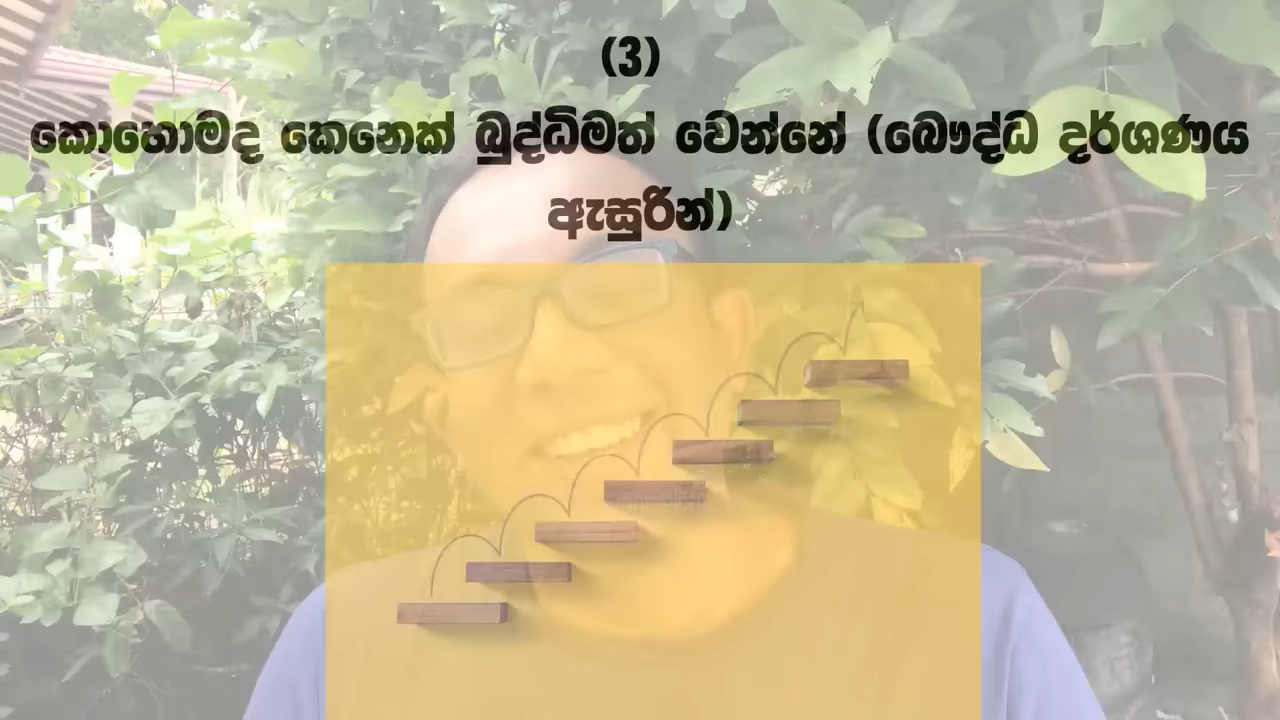 (3)
කොහොමද කෙනෙක් බුද්ධිමත් වෙන්නේ (බෞද්ධ දර්ශණය
ඇසුරින්)